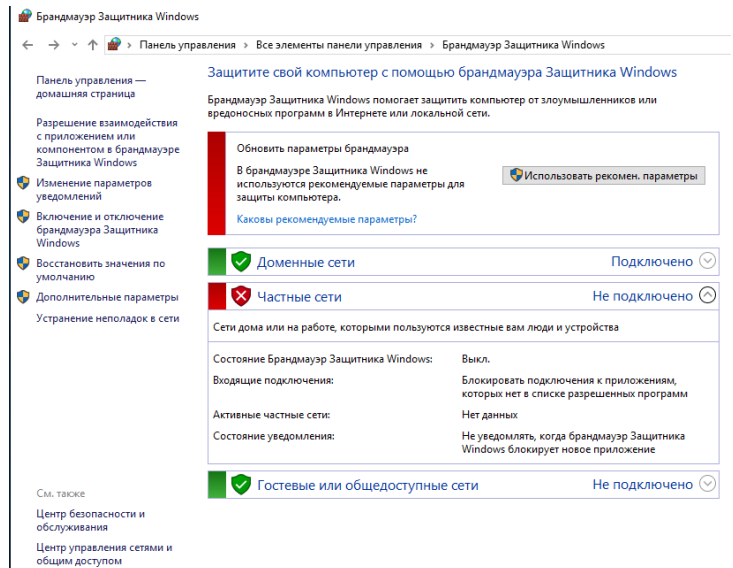 Брандмауэр Защитника Windows
Панель управления › Все элементы панели управления › Брандмауэр Защитника Windows
Панель управления —
домашняя страница
Разрешение взаимодействия
с приложением или
компонентом в брандмауэре
Защитника Windows
Изменение параметров
уведомлений
Включение и отключение
брандмауэра Защитника
Windows
Восстановить значения по
умолчанию
Дополнительные параметры
Устранение неполадок в сети
См. также
Центр безопасности и
обслуживания
Центр управления сетями и
общим доступом
Защитите свой компьютер с помощью брандмауэра Защитника Windows
Брандмауэр Защитника Windows помогает защитить компьютер от злоумышленников или
вредоносных программ в Интернете или локальной сети.
Обновить параметры брандмауэра
В брандмауэре Защитника Windows не
используются рекомендуемые параметры для
защиты компьютера.
Использовать рекомен. параметры
Каковы рекомендуемые параметры?
Доменные сети Подключено
Частные сети Не подключено
Сети дома или на работе, которыми пользуются известные вам люди и устройства
Состояние Брандмауэр Защитника Windows: Выкл.
Входящие подключения: Блокировать подключения к приложениям,
которых нет в списке разрешенных программ
Активные частные сети: Нет данных
Состояние уведомления: Не уведомлять, когда брандмауэр Защитника
Windows блокирует новое приложение
Гостевые или общедоступные сети Не подключено